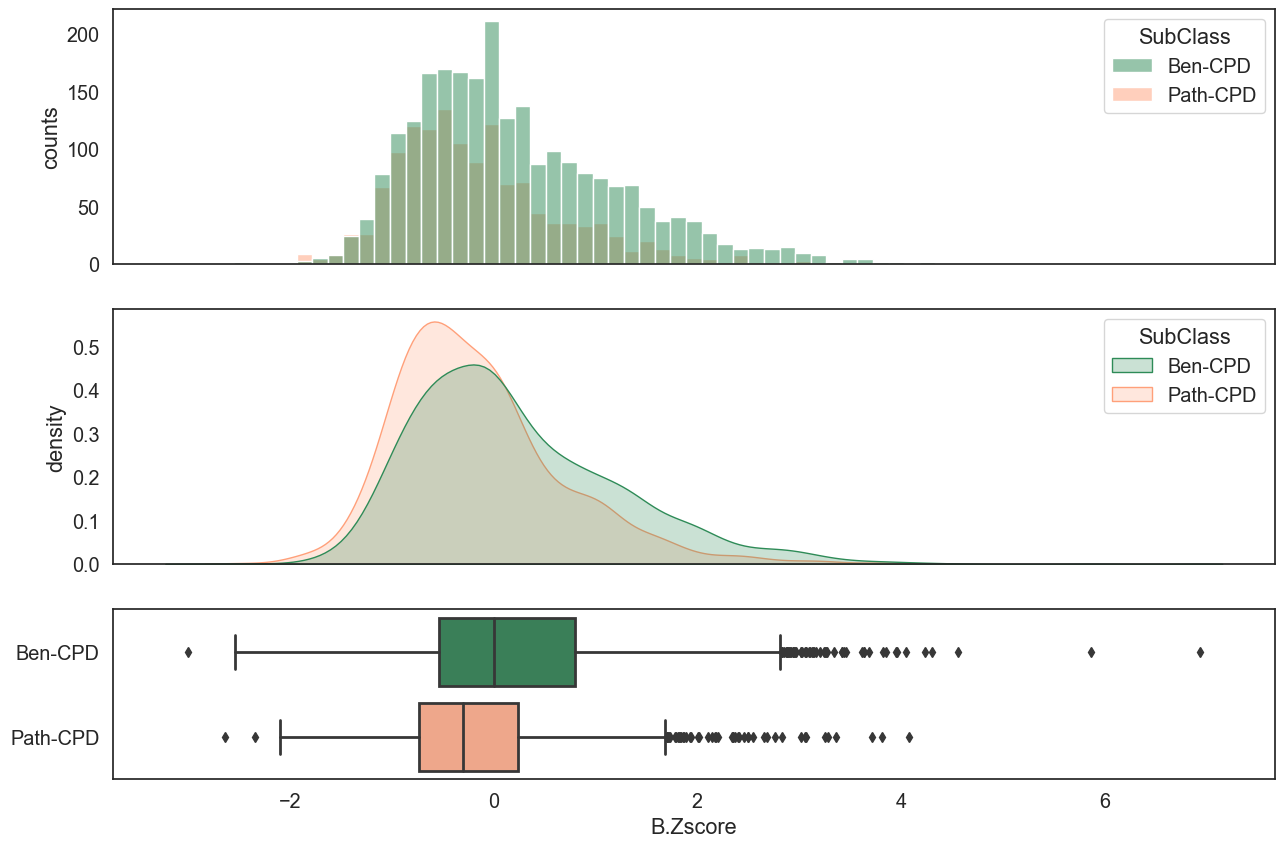 200
150
100
50
0
counts
SubClass
Ben-CPD
Path-CPD
0.5
0.4
0.3
0.2
0.1
0.0
density
SubClass
Ben-CPD
Path-CPD
Ben-CPD
Path-CPD
−2 0 2 4 6
B.Zscore